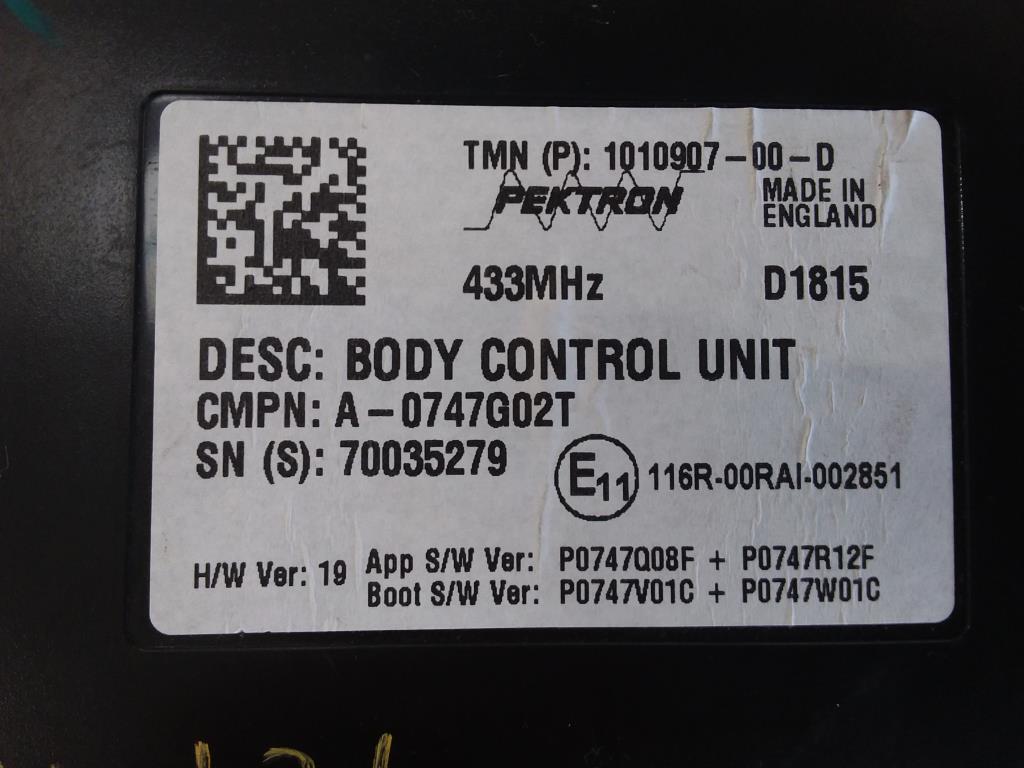 TMN (P): 1010907-00-D
PEKTRON
MADE IN
ENGLAND
433MHz D1815
DESC: BODY CONTROL UNIT
CMPN: A-0747G02T
SN (S): 70035279
E11 116R-00RAI-002851
H/W Ver: 19
App S/W Ver: P0747Q08F + P0747R12F
Boot S/W Ver: P0747V01C + P0747W01C